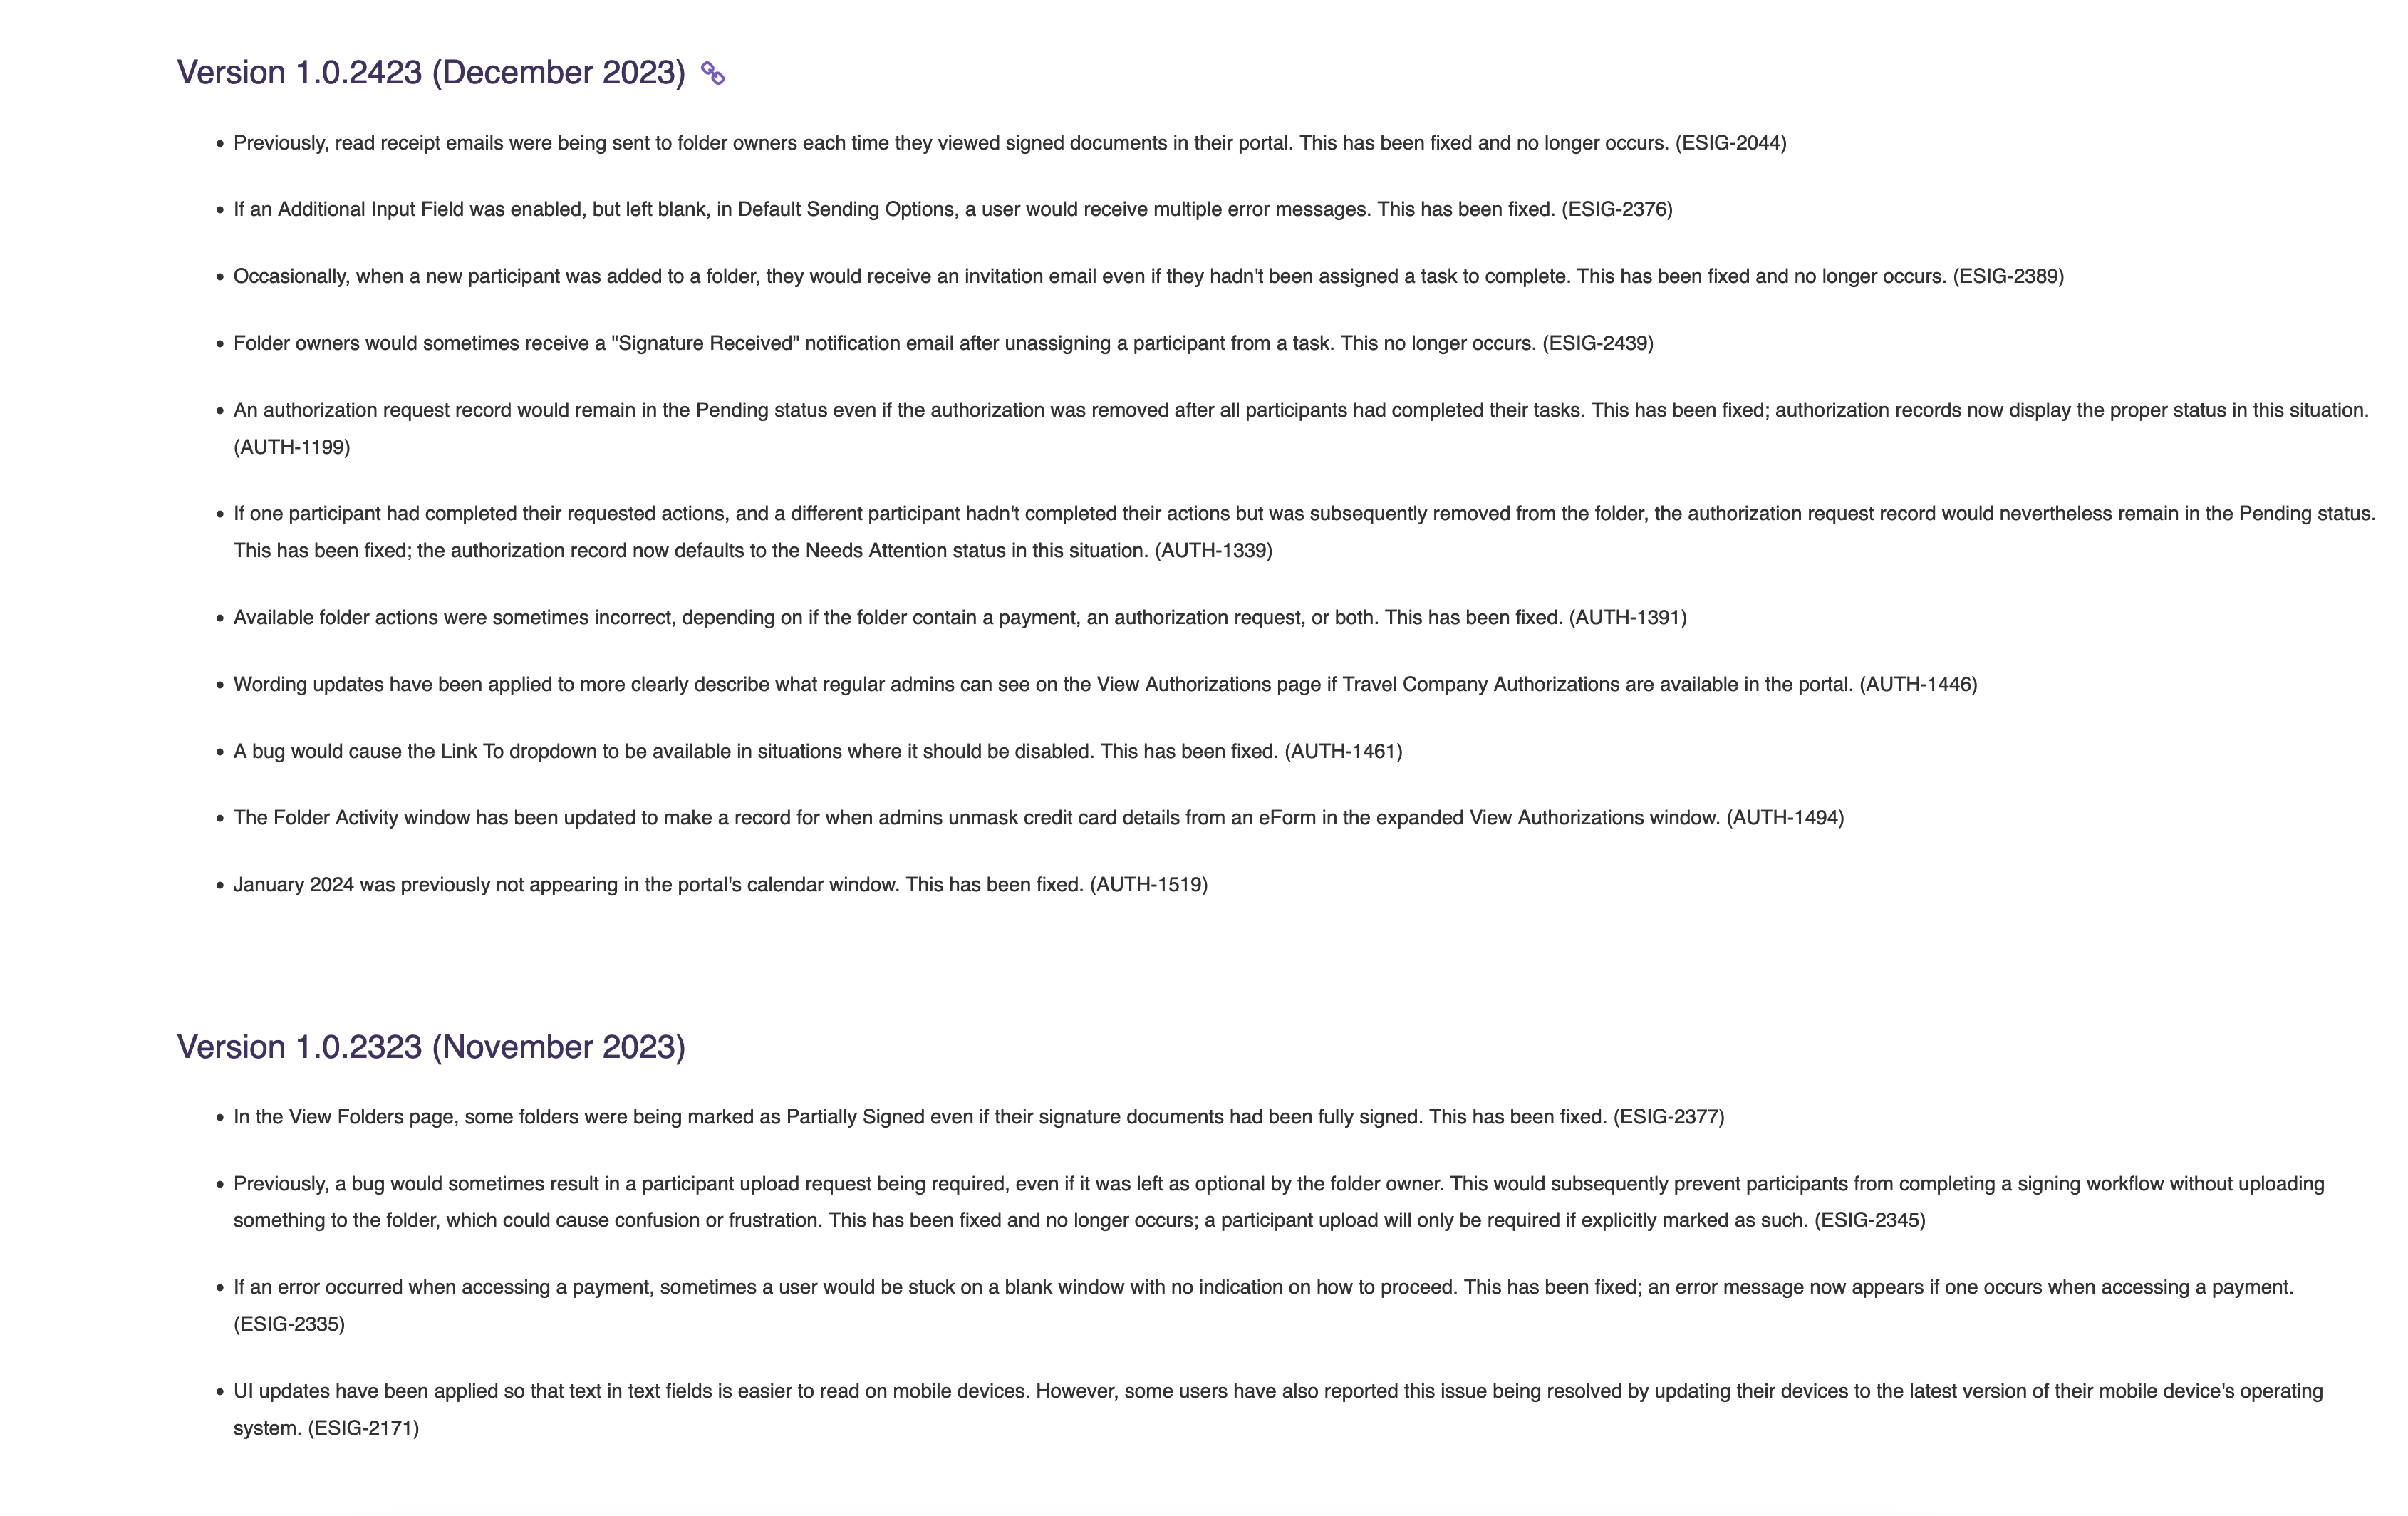 Version 1.0.2423 (December 2023)
• Previously, read receipt emails were being sent to folder owners each time they viewed signed documents in their portal. This has been fixed and no longer occurs. (ESIG-2044)
• If an Additional Input Field was enabled, but left blank, in Default Sending Options, a user would receive multiple error messages. This has been fixed. (ESIG-2376)
• Occasionally, when a new participant was added to a folder, they would receive an invitation email even if they hadn't been assigned a task to complete. This has been fixed and no longer occurs. (ESIG-2389)
• Folder owners would sometimes receive a "Signature Received" notification email after unassigning a participant from a task. This no longer occurs. (ESIG-2439)
• An authorization request record would remain in the Pending status even if the authorization was removed after all participants had completed their tasks. This has been fixed; authorization records now display the proper status in this situation.
(AUTH-1199)
• If one participant had completed their requested actions, and a different participant hadn't completed their actions but was subsequently removed from the folder, the authorization request record would nevertheless remain in the Pending status.
This has been fixed; the authorization record now defaults to the Needs Attention status in this situation. (AUTH-1339)
• Available folder actions were sometimes incorrect, depending on if the folder contain a payment, an authorization request, or both. This has been fixed. (AUTH-1391)
• Wording updates have been applied to more clearly describe what regular admins can see on the View Authorizations page if Travel Company Authorizations are available in the portal. (AUTH-1446)
• A bug would cause the Link To dropdown to be available in situations where it should be disabled. This has been fixed. (AUTH-1461)
• The Folder Activity window has been updated to make a record for when admins unmask credit card details from an eForm in the expanded View Authorizations window. (AUTH-1494)
• January 2024 was previously not appearing in the portal's calendar window. This has been fixed. (AUTH-1519)
Version 1.0.2323 (November 2023)
• In the View Folders page, some folders were being marked as Partially Signed even if their signature documents had been fully signed. This has been fixed. (ESIG-2377)
• Previously, a bug would sometimes result in a participant upload request being required, even if it was left as optional by the folder owner. This would subsequently prevent participants from completing a signing workflow without uploading
something to the folder, which could cause confusion or frustration. This has been fixed and no longer occurs; a participant upload will only be required if explicitly marked as such. (ESIG-2345)
• If an error occurred when accessing a payment, sometimes a user would be stuck on a blank window with no indication on how to proceed. This has been fixed; an error message now appears if one occurs when accessing a payment.
(ESIG-2335)
• UI updates have been applied so that text in text fields is easier to read on mobile devices. However, some users have also reported this issue being resolved by updating their devices to the latest version of their mobile device's operating
system. (ESIG-2171)